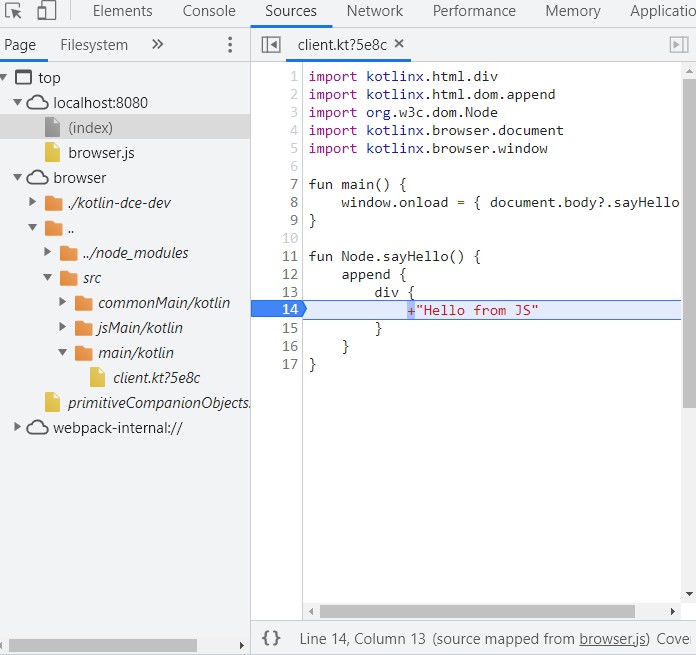 Elements Console Sources Network Performance Memory Applicatio
Page Filesystem
client.kt?5e8c
top
localhost:8080
(index)
browser.js
browser
./kotlin-dce-dev
..
../node_modules
src
commonMain/kotlin
jsMain/kotlin
main/kotlin
client.kt?5e8c
primitiveCompanionObjects.
webpack-internal://
1 import kotlinx.html.div
2 import kotlinx.html.dom.append
3 import org.w3c.dom.Node
4 import kotlinx.browser.document
5 import kotlinx.browser.window
6
7 fun main() {
8     window.onload = { document.body?.sayHello
9 }
10
11 fun Node.sayHello() {
12     append {
13         div {
14             +"Hello from JS"
15         }
16     }
17 }
{} Line 14, Column 13 (source mapped from browser.js) Cove